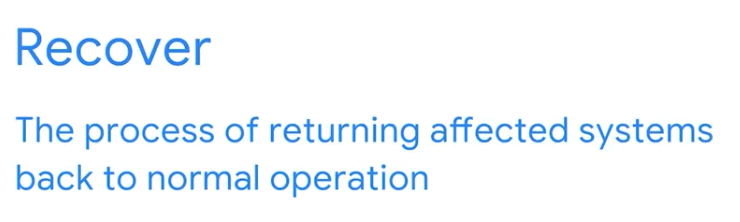 Recover
The process of returning affected systems
back to normal operation